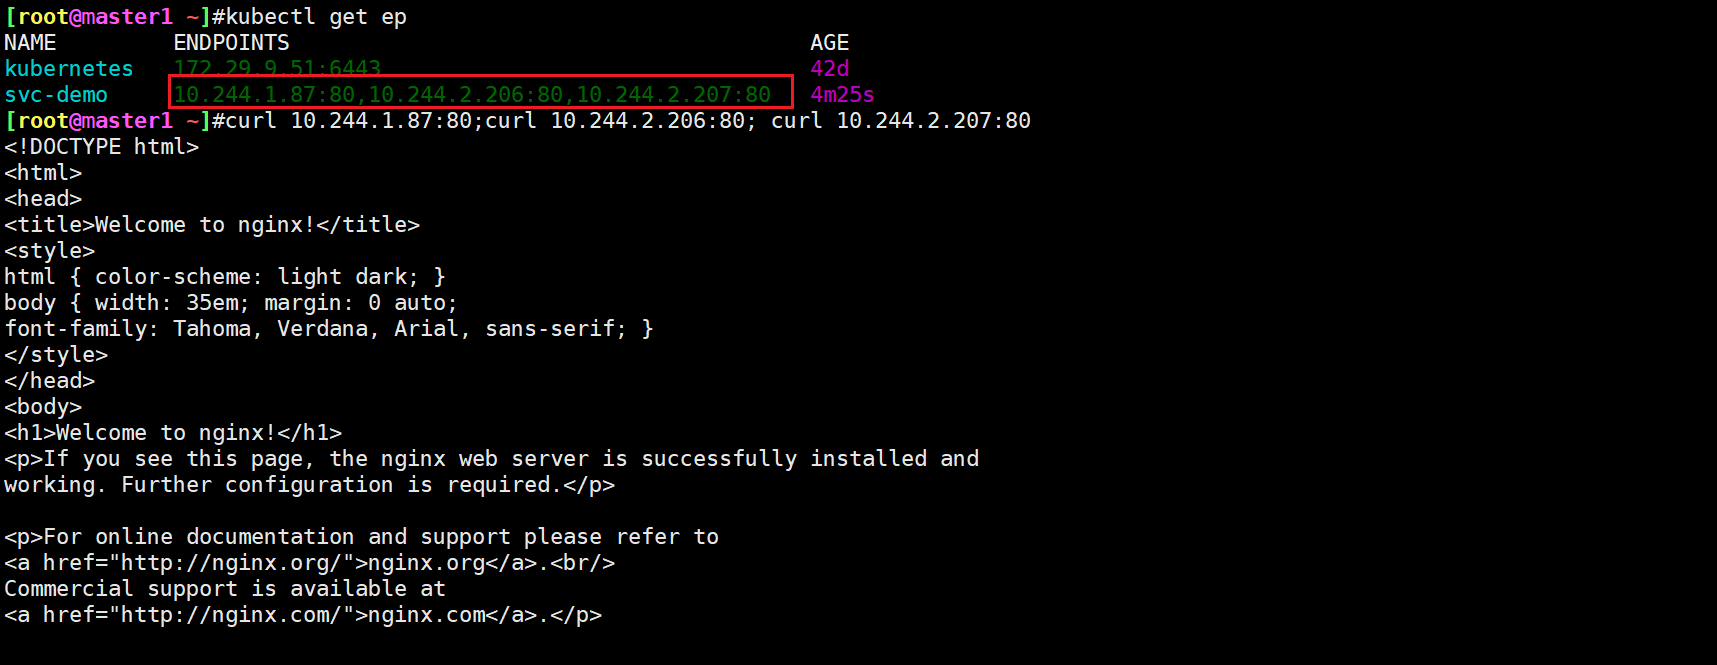 [root@master1 ~]#kubectl get ep
NAME         ENDPOINTS                                        AGE
kubernetes   172.29.9.51:6443                                 42d
svc-demo     10.244.1.87:80,10.244.2.206:80,10.244.2.207:80   4m25s
[root@master1 ~]#curl 10.244.1.87:80;curl 10.244.2.206:80; curl 10.244.2.207:80
<!DOCTYPE html>
<html>
<head>
<title>Welcome to nginx!</title>
<style>
html { color-scheme: light dark; }
body { width: 35em; margin: 0 auto;
font-family: Tahoma, Verdana, Arial, sans-serif; }
</style>
</head>
<body>
<h1>Welcome to nginx!</h1>
<p>If you see this page, the nginx web server is successfully installed and
working. Further configuration is required.</p>

<p>For online documentation and support please refer to
<a href="http://nginx.org/">nginx.org</a>.<br/>
Commercial support is available at
<a href="http://nginx.com/">nginx.com</a>.</p>